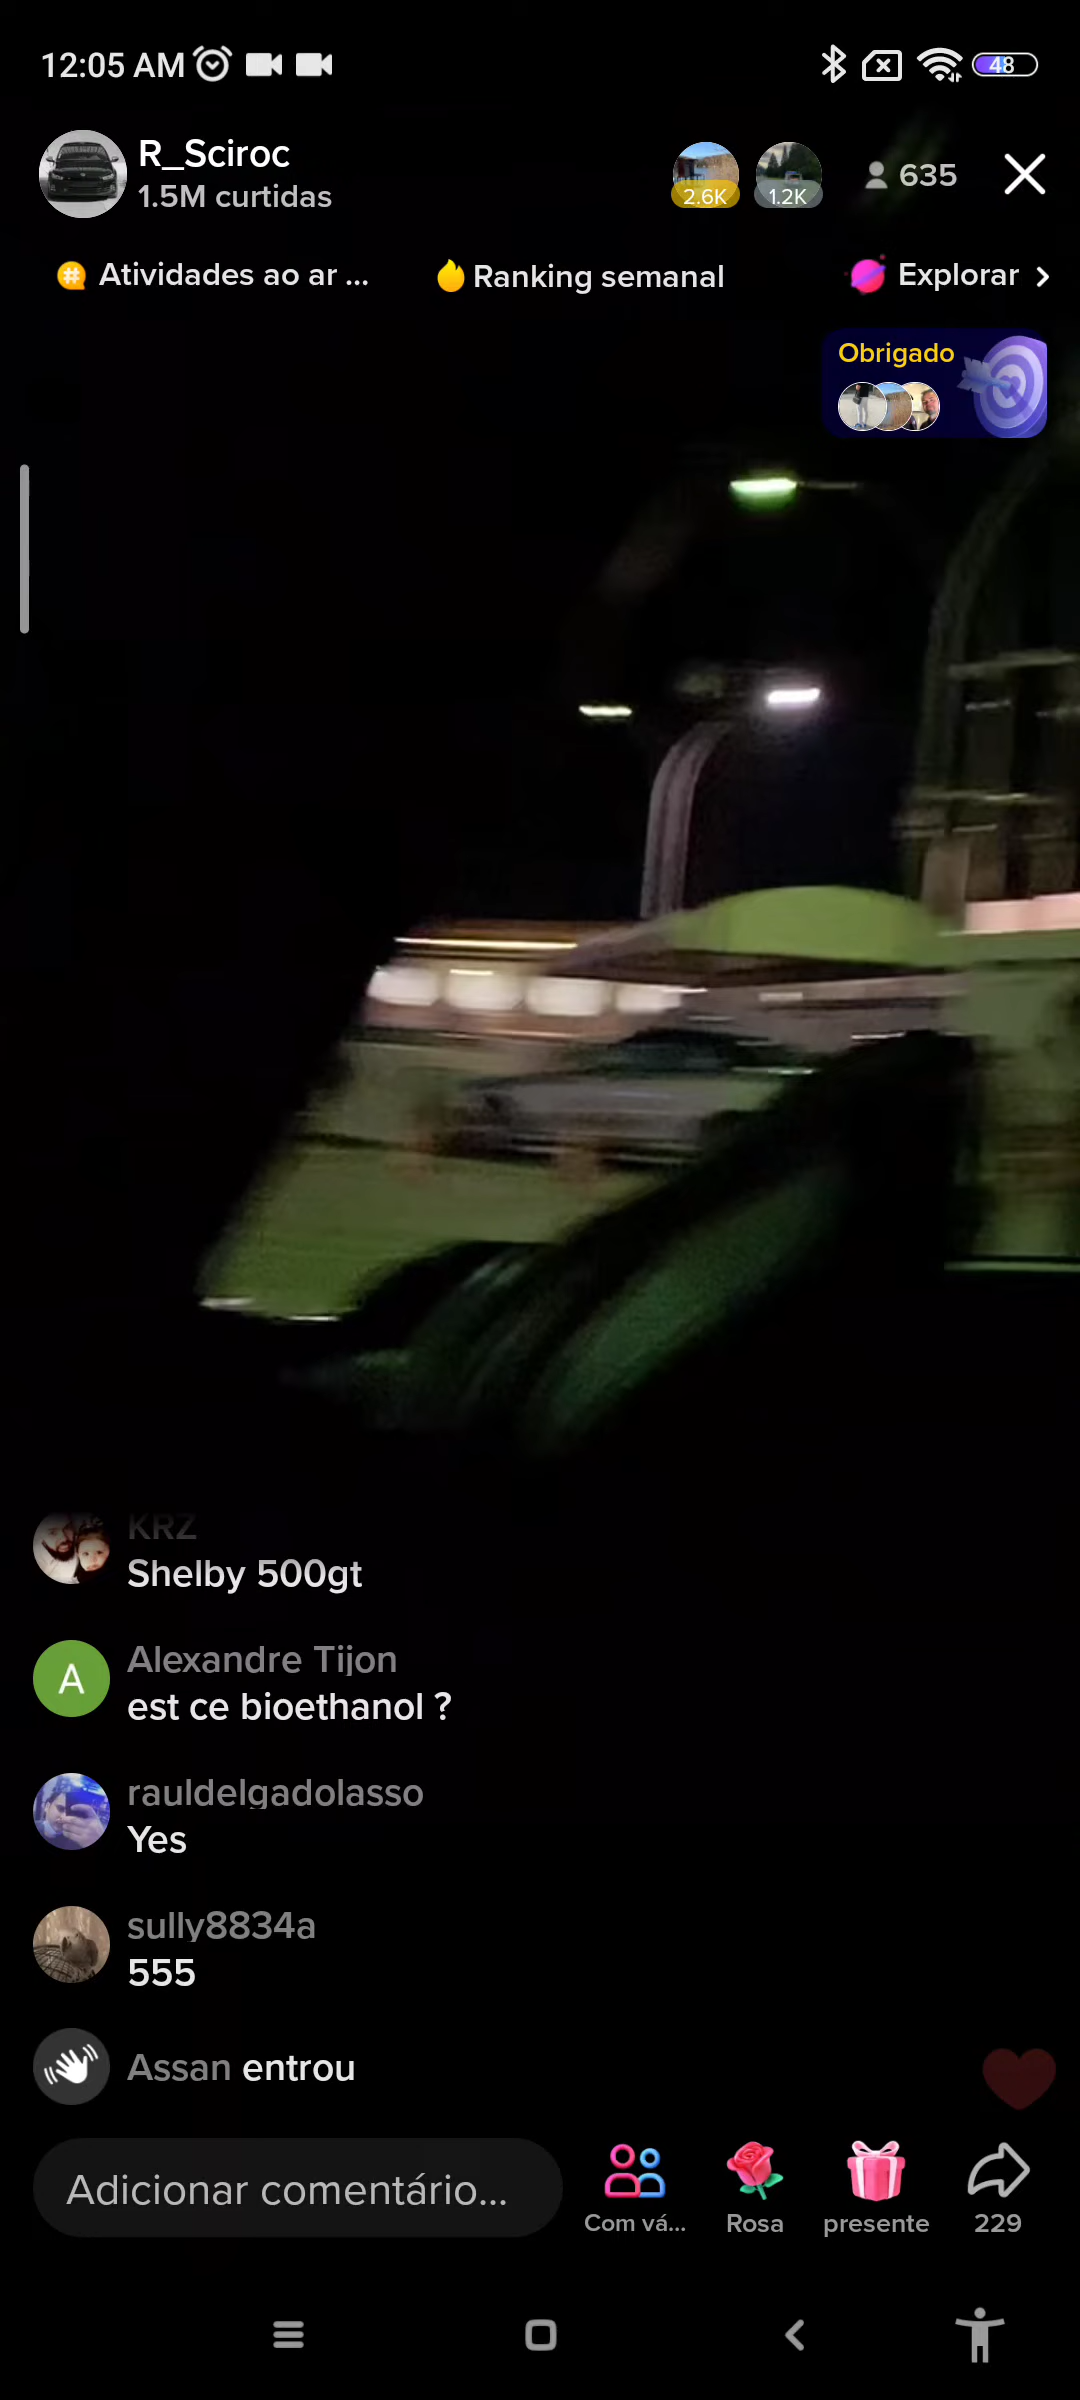 12:05 AM
48
R_Sciroc
1.5M curtidas
2.6K
1.2K
635
Atividades ao ar ...
Ranking semanal
Explorar
Obrigado
KRZ
Shelby 500gt
A
Alexandre Tijon
est ce bioethanol ?
rauldelgadolasso
Yes
sully8834a
555
Assan entrou
Adicionar comentário...
Com vá...
Rosa
presente
229